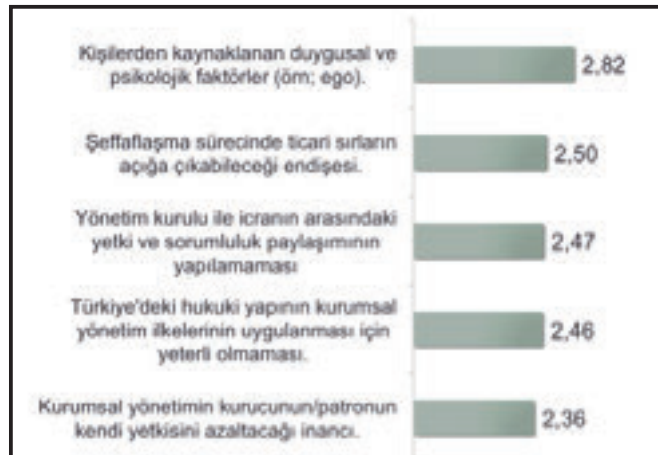 Kişilerden kaynaklanan duygusal ve
psikolojik faktörler (örn; ego).
2,82
Şeffaflaşma sürecinde ticari sırların
açığa çıkabileceği endişesi.
2,50
Yönetim kurulu ile icranın arasındaki
yetki ve sorumluluk paylaşımının
yapılamaması
2,47
Türkiye'deki hukuki yapının kurumsal
yönetim ilkelerinin uygulanması için
yeterli olmaması.
2,46
Kurumsal yönetimin kurucunun/patronun
kendi yetkisini azaltacağı inancı.
2,36